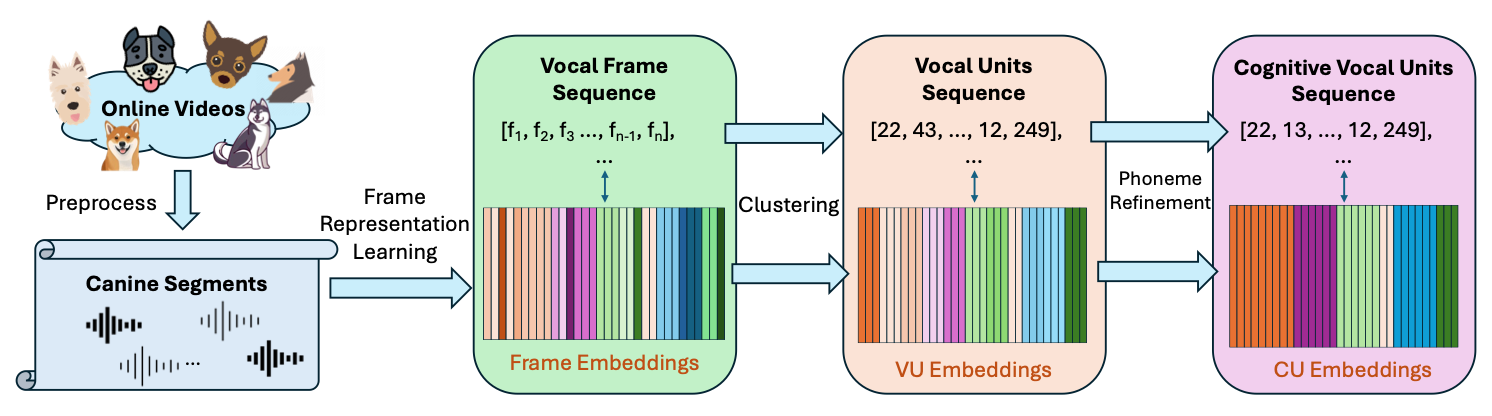 Online Videos
Preprocess
Canine Segments
...
Frame
Representation
Learning
Vocal Frame
Sequence
[f₁, f₂, f₃ ..., fₙ₋₁, fₙ],
...
Frame Embeddings
Clustering
Vocal Units
Sequence
[22, 43, ..., 12, 249],
...
VU Embeddings
Phoneme
Refinement
Cognitive Vocal Units
Sequence
[22, 13, ..., 12, 249],
...
CU Embeddings